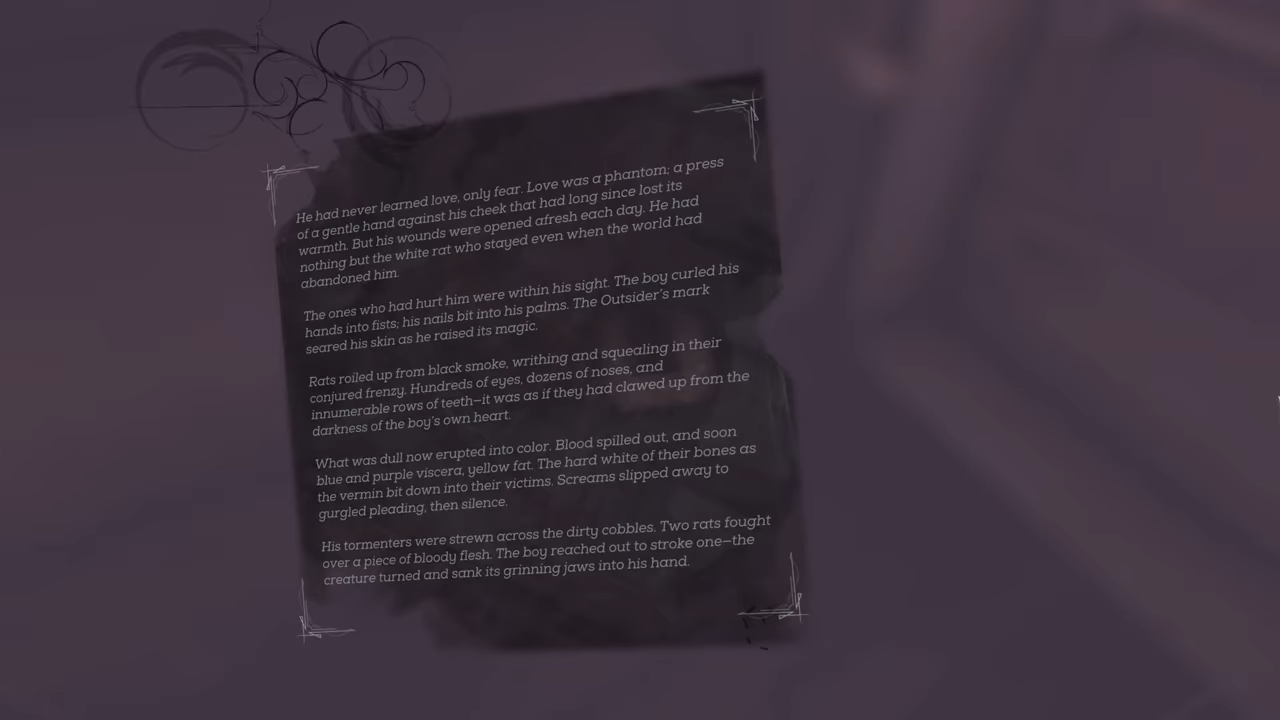 He had never learned love, only fear. Love was a phantom; a press
of a gentle hand against his cheek that had long since lost its
warmth. But his wounds were opened afresh each day. He had
nothing but the white rat who stayed even when the world had
abandoned him.
The ones who had hurt him were within his sight. The boy curled his
hands into fists; his nails bit into his palms. The Outsider's mark
seared his skin as he raised its magic.
Rats roiled up from black smoke, writhing and squealing in their
conjured frenzy. Hundreds of eyes, dozens of noses, and
innumerable rows of teeth—it was as if they had clawed up from the
darkness of the boy's own heart.
What was dull now erupted into color. Blood spilled out, and soon
blue and purple viscera, yellow fat. The hard white of their bones as
the vermin bit down into their victims. Screams slipped away to
gurgled pleading, then silence.
His tormenters were strewn across the dirty cobbles. Two rats fought
over a piece of bloody flesh. The boy reached out to stroke one—the
creature turned and sank its grinning jaws into his hand.